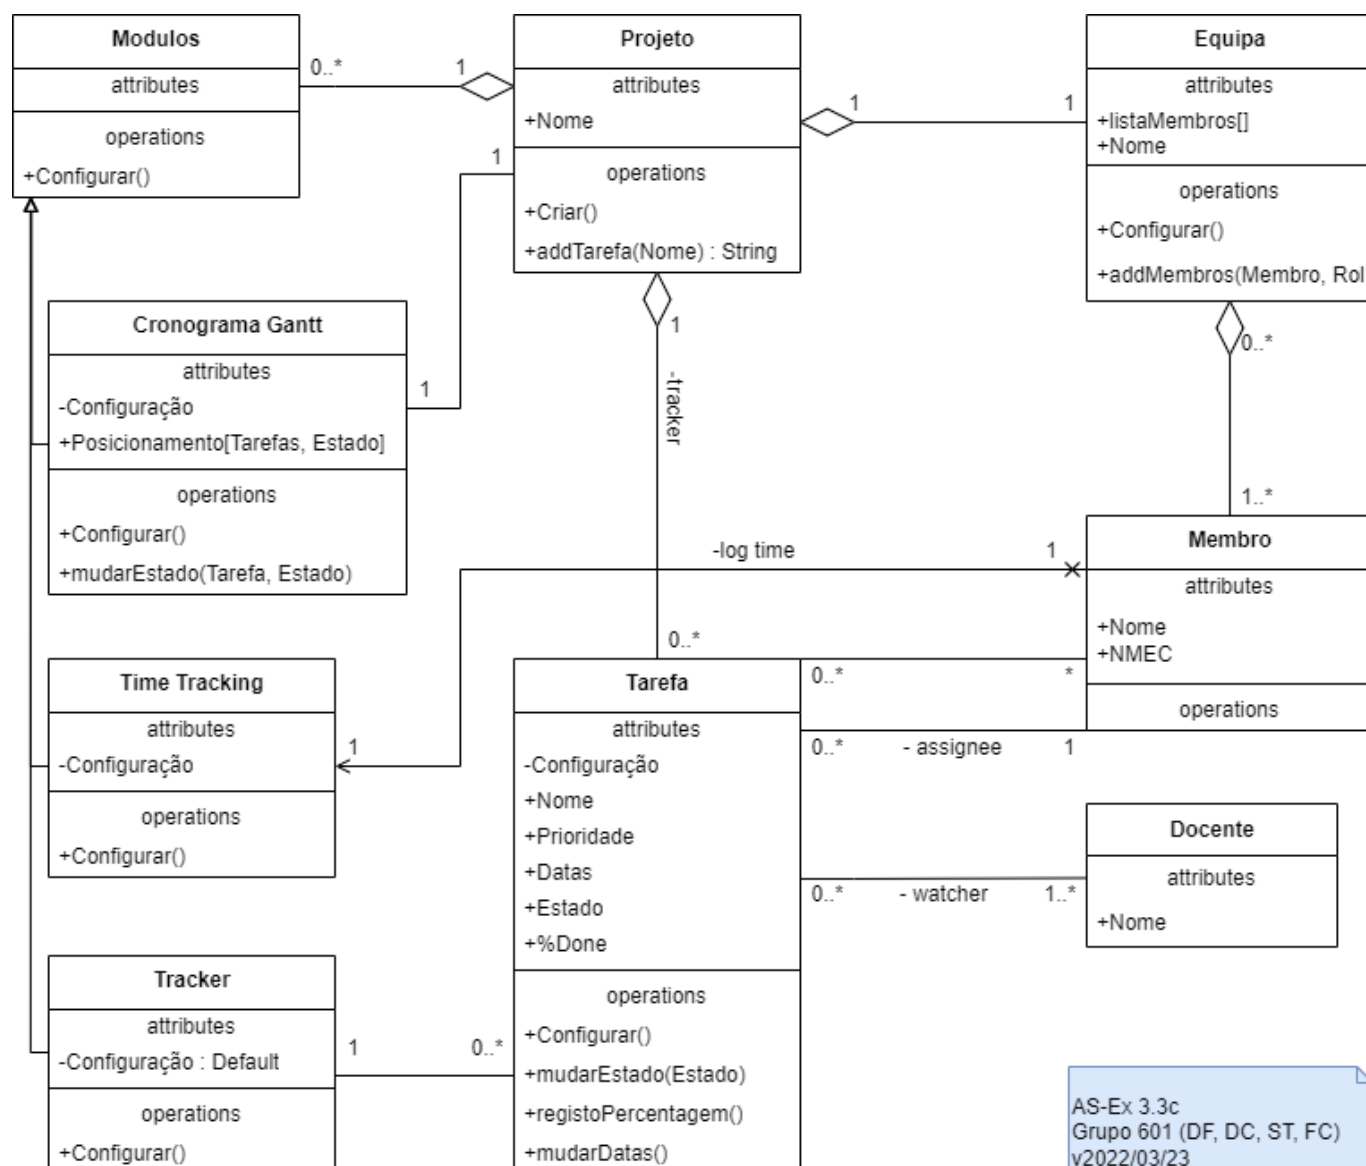 Modulos
attributes
operations
+Configurar()
0..*
1
Projeto
attributes
+Nome
operations
+Criar()
+addTarefa(Nome) : String
1
1
1
Equipa
attributes
+listaMembros[]
+Nome
operations
+Configurar()
+addMembros(Membro, Rol
Cronograma Gantt
attributes
-Configuração
+Posicionamento[Tarefas, Estado]
operations
+Configurar()
+mudarEstado(Tarefa, Estado)
1
1
-tracker
0..*
0..*
1..*
-log time
1
1
Membro
attributes
+Nome
+NMEC
operations
Time Tracking
attributes
-Configuração
operations
+Configurar()
Tarefa
attributes
-Configuração
+Nome
+Prioridade
+Datas
+Estado
+%Done
operations
+Configurar()
+mudarEstado(Estado)
+registoPercentagem()
+mudarDatas()
0..*
*
0..*
- assignee
1
0..*
- watcher
1..*
Docente
attributes
+Nome
Tracker
attributes
-Configuração : Default
operations
+Configurar()
1
0..*
AS-Ex 3.3c
Grupo 601 (DF, DC, ST, FC)
v2022/03/23